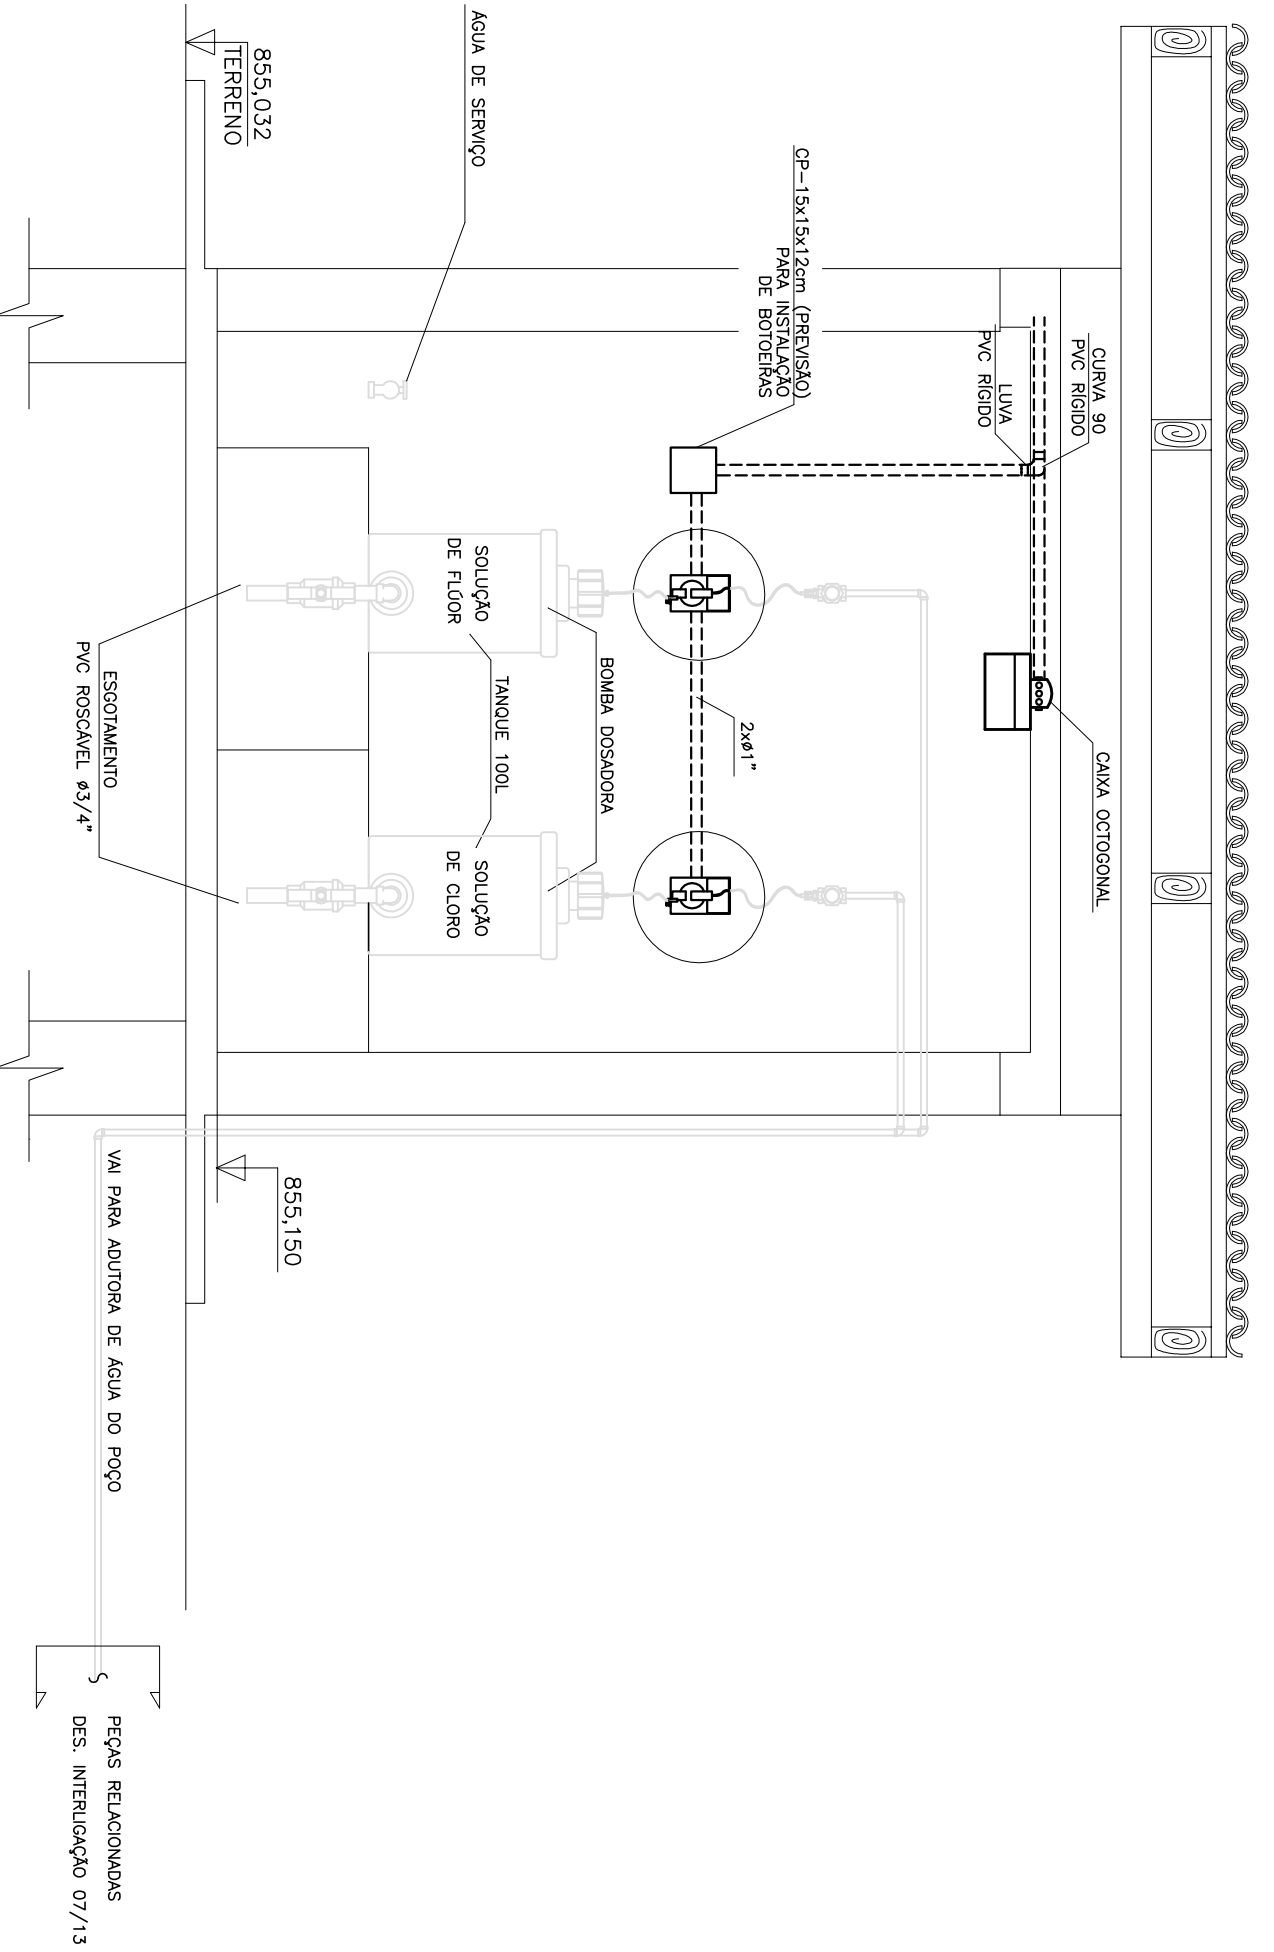 CURVA 90
PVC RÍGIDO
LUVA
PVC RÍGIDO
CAIXA OCTOGONAL
CP-15x15x12cm (PREVISÃO)
PARA INSTALAÇÃO
DE BOTOEIRAS
2xø1"
BOMBA DOSADORA
ÁGUA DE SERVIÇO
SOLUÇÃO
DE FLÚOR
TANQUE 100L
SOLUÇÃO
DE CLORO
855,032
TERRENO
855,150
ESGOTAMENTO
PVC ROSCÁVEL ø3/4"
VAI PARA ADUTORA DE ÁGUA DO POÇO
PEÇAS RELACIONADAS
DES. INTERLIGAÇÃO 07/13